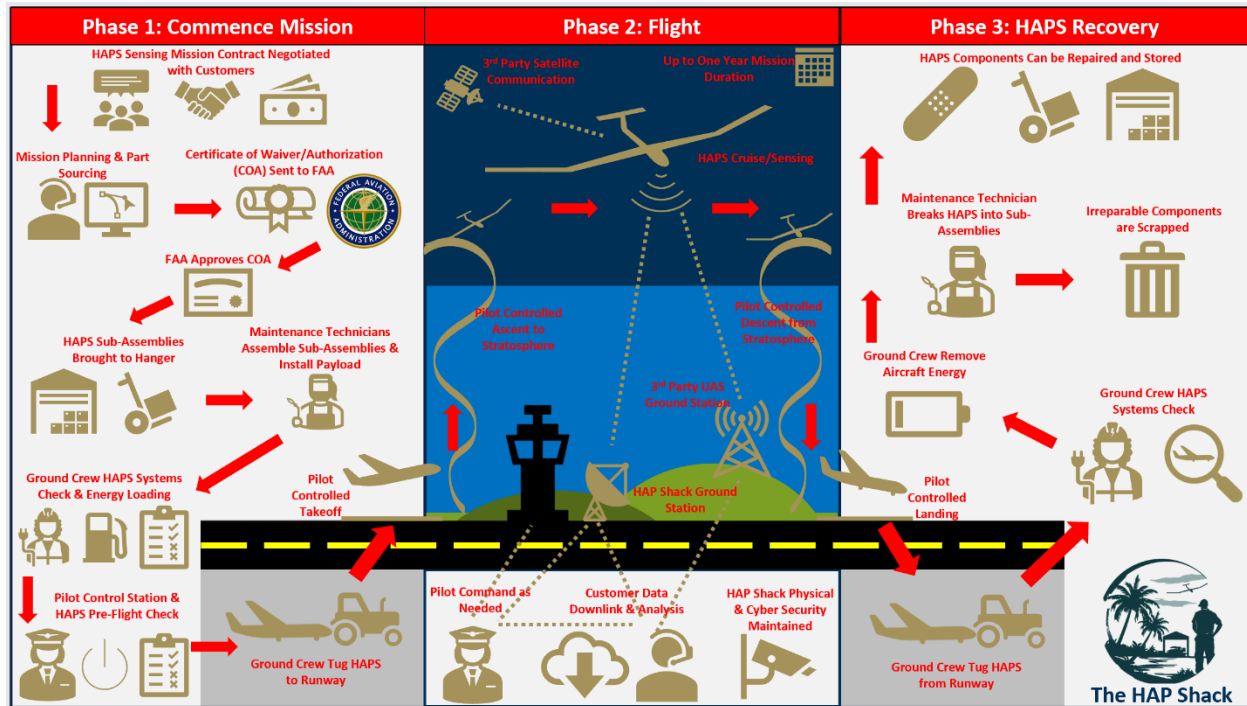 Phase 1: Commence Mission
HAPS Sensing Mission Contract Negotiated
with Customers
Mission Planning & Part
Sourcing
Certificate of Waiver/Authorization
(COA) Sent to FAA
FEDERAL AVIATION
ADMINISTRATION
FAA Approves COA
HAPS Sub-Assemblies
Brought to Hanger
Maintenance Technicians
Assemble Sub-Assemblies &
Install Payload
Ground Crew HAPS Systems
Check & Energy Loading
Pilot Control Station &
HAPS Pre-Flight Check
Ground Crew Tug HAPS
to Runway
Pilot
Controlled
Takeoff
Phase 2: Flight
3rd Party Satellite
Communication
Up to One Year Mission
Duration
HAPS Cruise/Sensing
Pilot Controlled
Ascent to
Stratosphere
Pilot Controlled
Descent from
Stratosphere
3rd Party UAS
Ground Station
HAP Shack Ground
Station
Pilot Command as
Needed
Customer Data
Downlink & Analysis
HAP Shack Physical
& Cyber Security
Maintained
Phase 3: HAPS Recovery
HAPS Components Can be Repaired and Stored
Maintenance Technician
Breaks HAPS into Sub-
Assemblies
Irreparable Components
are Scrapped
Ground Crew Remove
Aircraft Energy
Ground Crew HAPS
Systems Check
Pilot
Controlled
Landing
Ground Crew Tug HAPS
from Runway
The HAP Shack